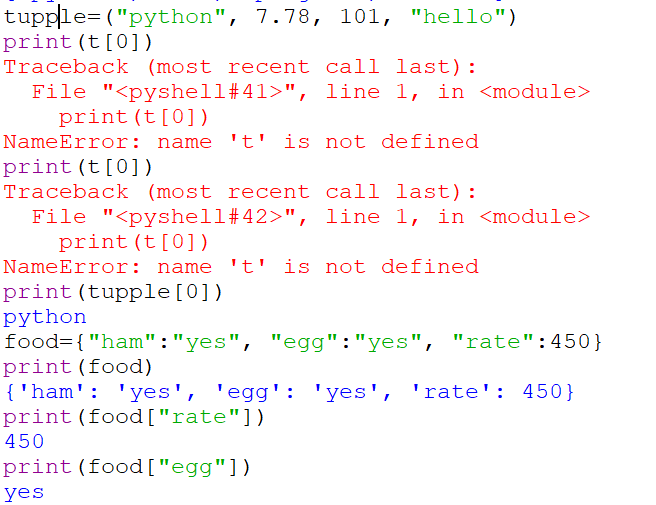 tupple=("python", 7.78, 101, "hello")
print(t[0])
Traceback (most recent call last):
  File "<pyshell#41>", line 1, in <module>
    print(t[0])
NameError: name 't' is not defined
print(t[0])
Traceback (most recent call last):
  File "<pyshell#42>", line 1, in <module>
    print(t[0])
NameError: name 't' is not defined
print(tupple[0])
python
food={"ham":"yes", "egg":"yes", "rate":450}
print(food)
{'ham': 'yes', 'egg': 'yes', 'rate': 450}
print(food["rate"])
450
print(food["egg"])
yes